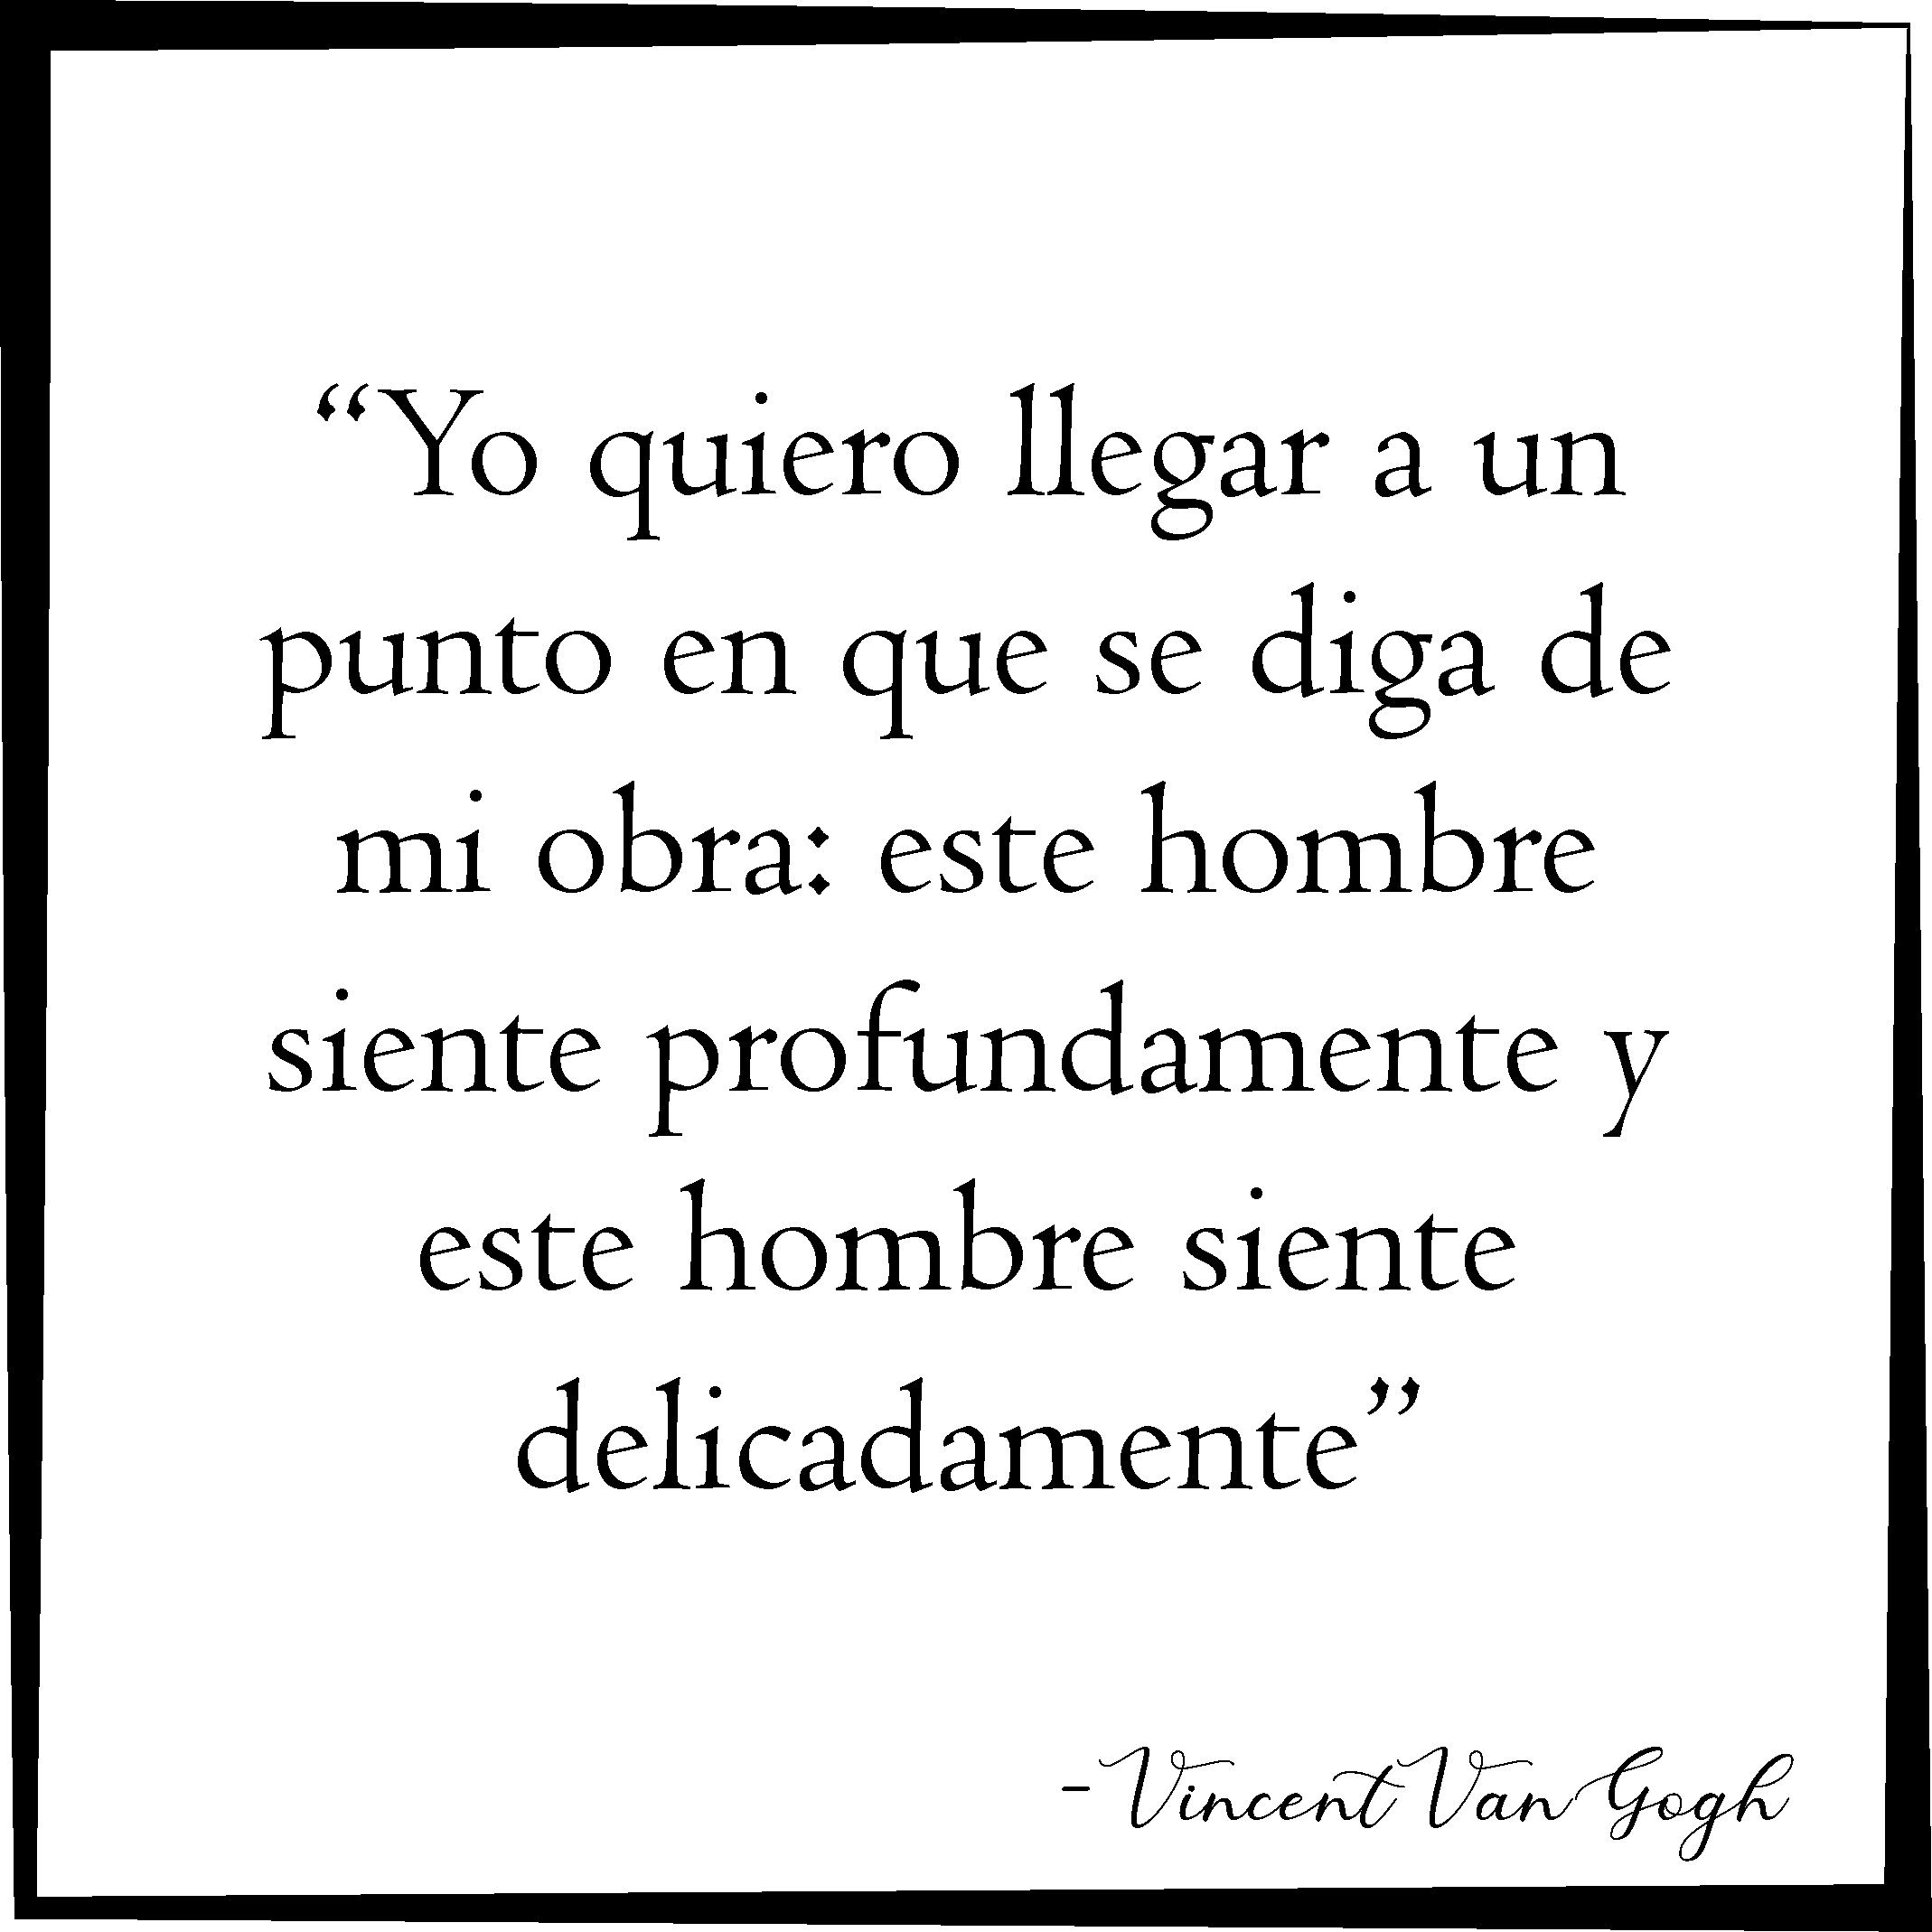 “Yo quiero llegar a un
punto en que se diga de
mi obra: este hombre
siente profundamente y
este hombre siente
delicadamente”
-Vincent Van Gogh